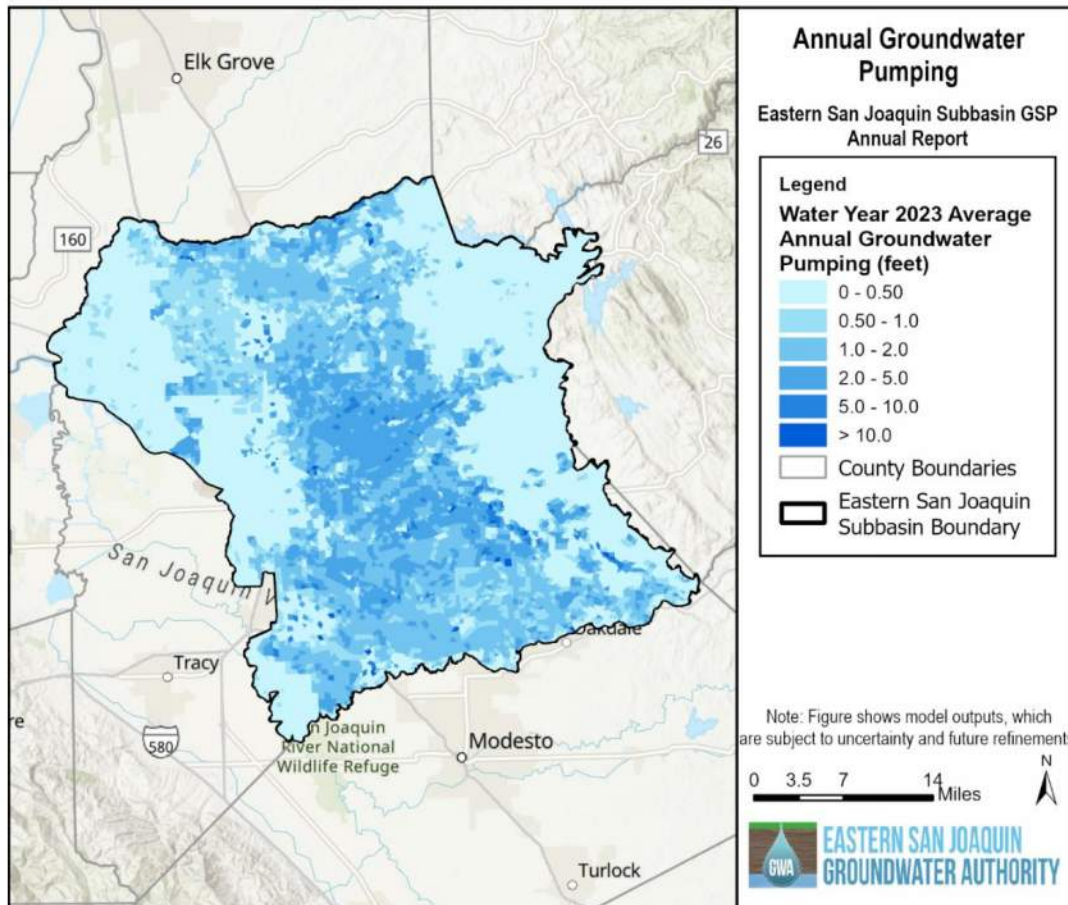 Elk Grove
26
160
San Joaquin V
Tracy
580
Oakdale
n Joaquin
River National
Wildlife Refuge
Modesto
Turlock
re
Annual Groundwater
Pumping
Eastern San Joaquin Subbasin GSP
Annual Report
Legend
Water Year 2023 Average
Annual Groundwater
Pumping (feet)
0 - 0.50
0.50 - 1.0
1.0 - 2.0
2.0 - 5.0
5.0 - 10.0
> 10.0
County Boundaries
Eastern San Joaquin
Subbasin Boundary
Note: Figure shows model outputs, which
are subject to uncertainty and future refinement
N
0 3.5 7 14
Miles
GWA
EASTERN SAN JOAQUIN
GROUNDWATER AUTHORITY